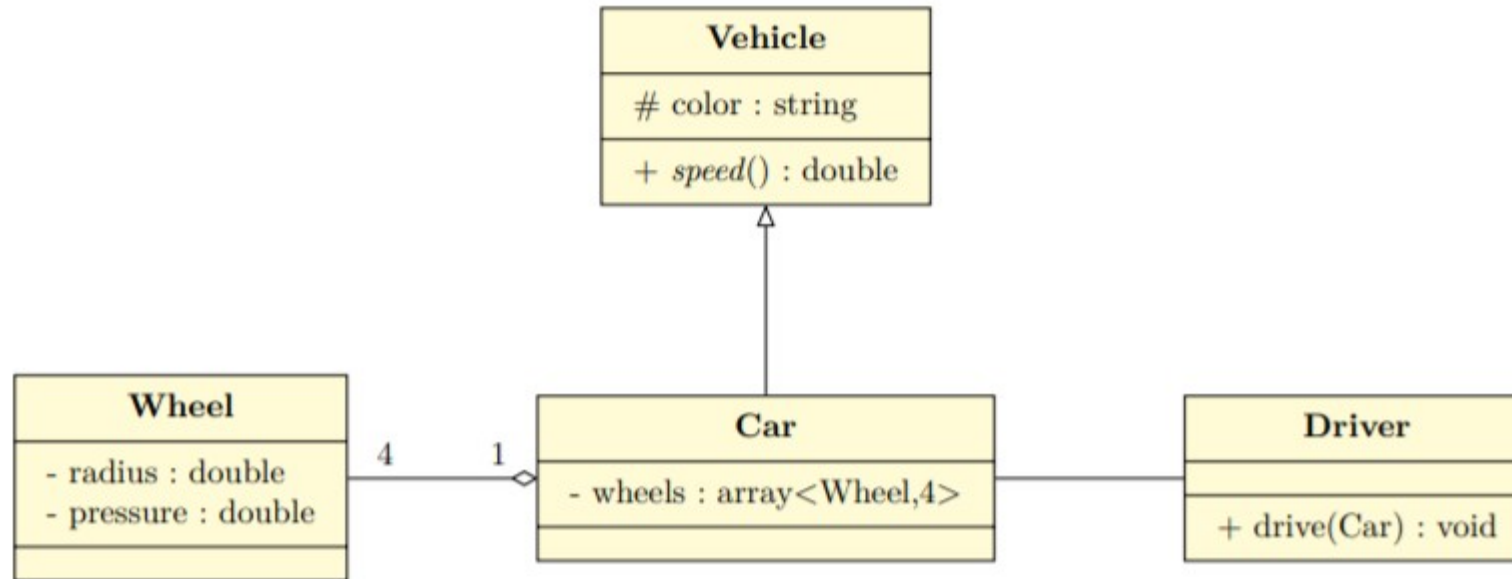 Vehicle
# color : string
+ speed() : double
Wheel
- radius : double
- pressure : double
4
1
Car
- wheels : array<Wheel,4>
Driver
+ drive(Car) : void